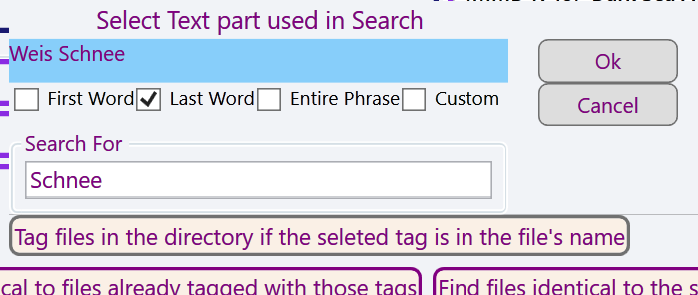 Select Text part used in Search
Weis Schnee
Ok
First Word Last Word Entire Phrase Custom
Cancel
Search For
Schnee
Tag files in the directory if the seleted tag is in the file's name
to files already tagged with those tags Find files identical to the